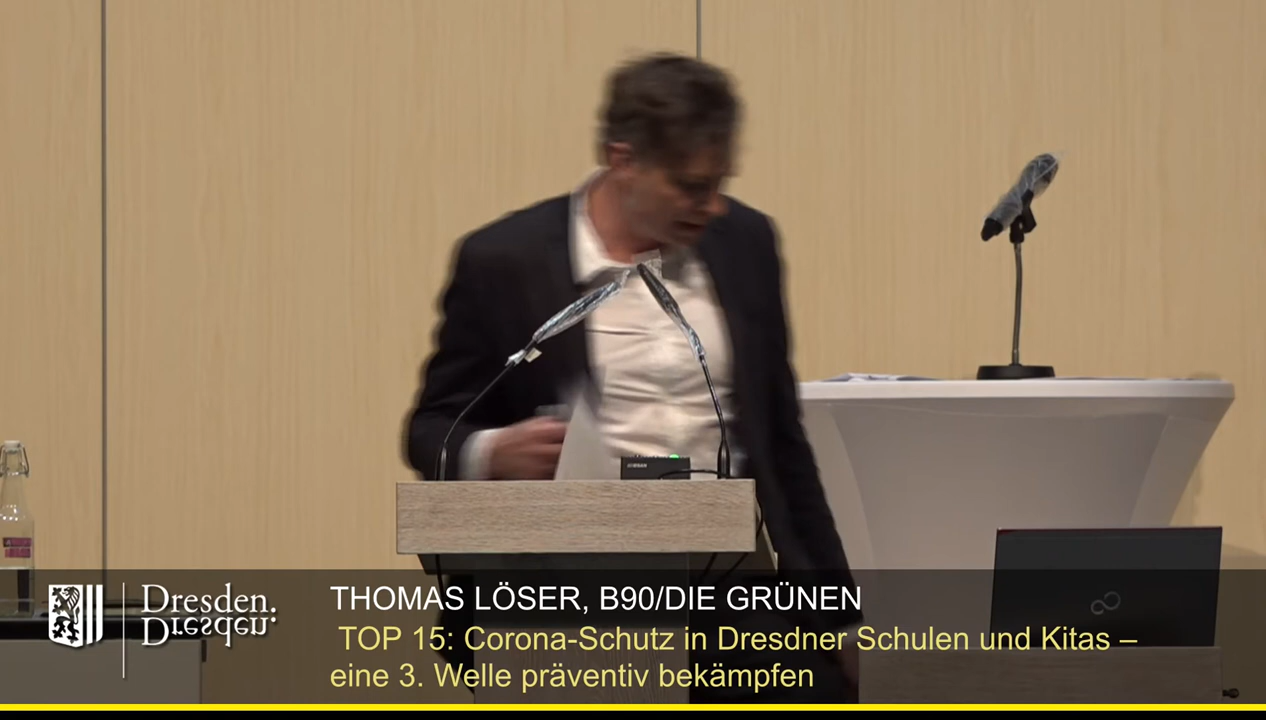 THOMAS LÖSER, B90/DIE GRÜNEN
TOP 15: Corona-Schutz in Dresdner Schulen und Kitas –
eine 3. Welle präventiv bekämpfen
Dresden.
Dresden.